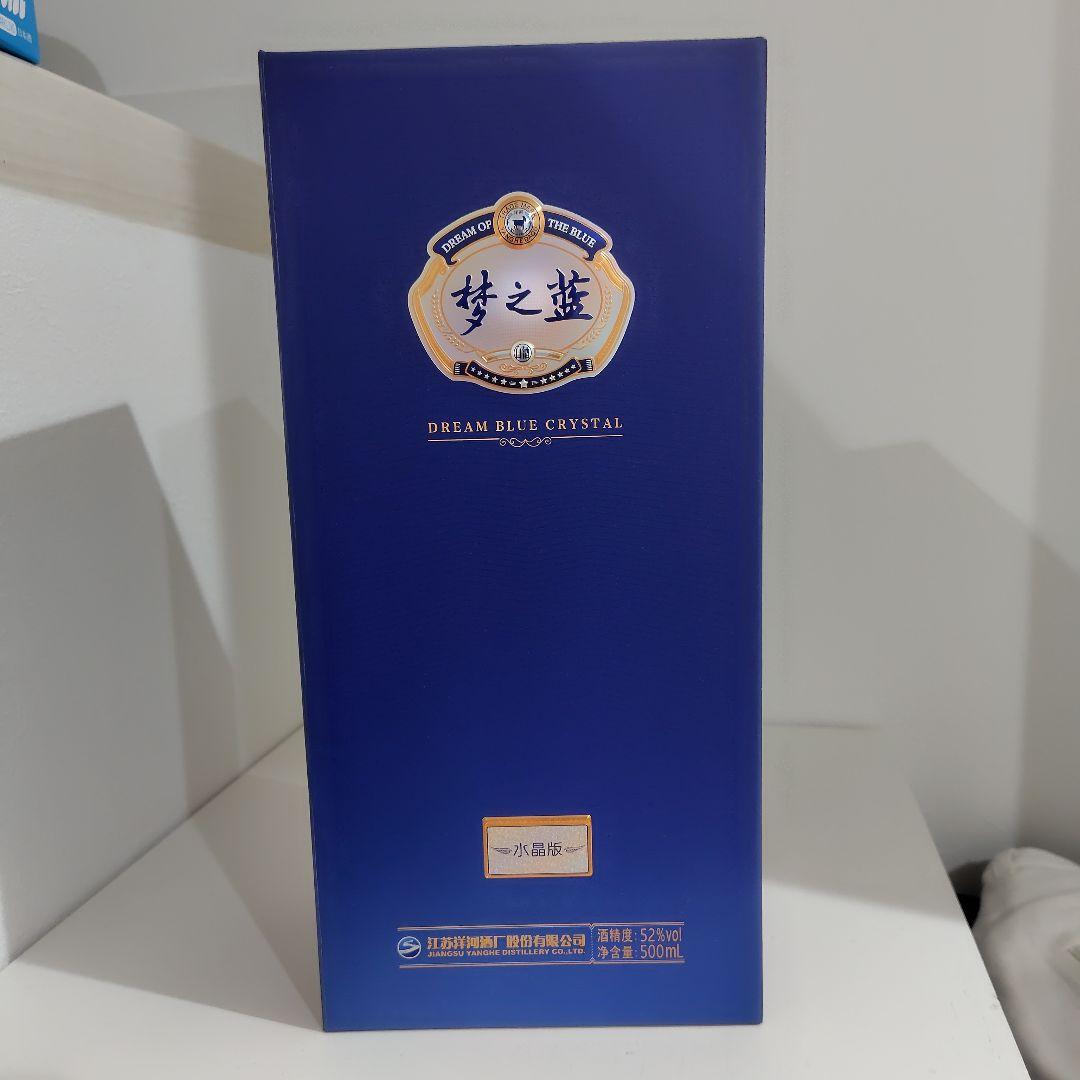 DREAM OF THE BLUE
梦之蓝
DREAM BLUE CRYSTAL
水晶版
江苏洋河酒厂股份有限公司
JIANGSU YANGHE DISTILLERY CO.,LTD.
酒精度:52%vol
净含量:500mL